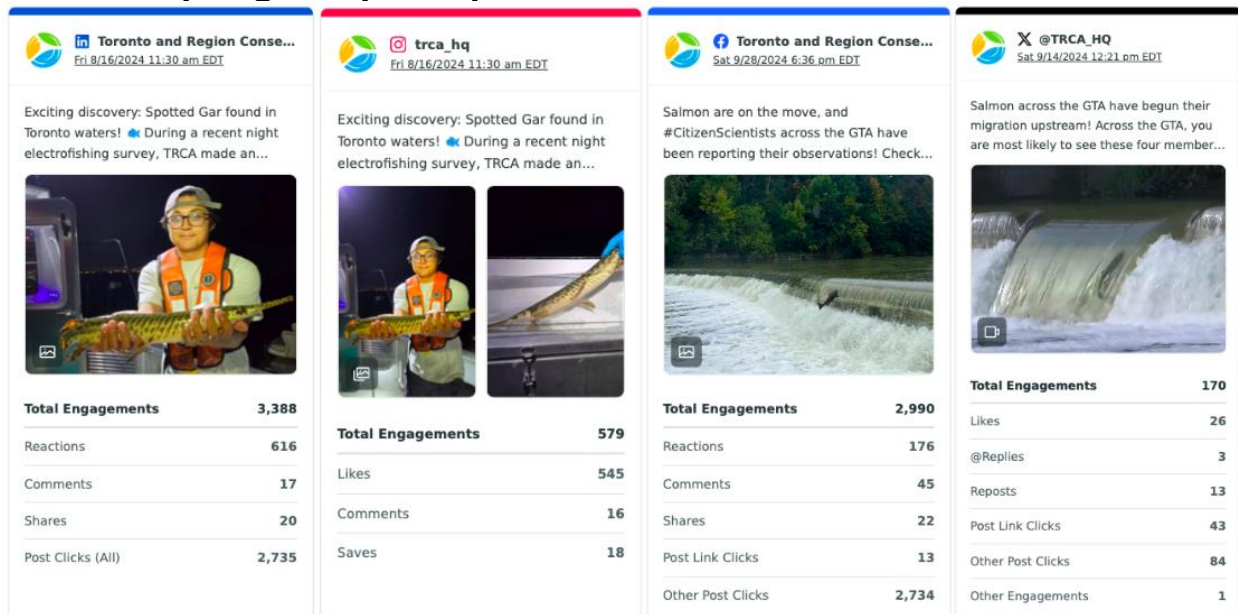 Toronto and Region Conse...
Fri 8/16/2024 11:30 am EDT
Exciting discovery: Spotted Gar found in
Toronto waters! 🐟 During a recent night
electrofishing survey, TRCA made an...
Total Engagements 3,388
Reactions 616
Comments 17
Shares 20
Post Clicks (All) 2,735
trca_hq
Fri 8/16/2024 11:30 am EDT
Exciting discovery: Spotted Gar found in
Toronto waters! 🐟 During a recent night
electrofishing survey, TRCA made an...
Total Engagements 579
Likes 545
Comments 16
Saves 18
Toronto and Region Conse...
Sat 9/28/2024 6:36 pm EDT
Salmon are on the move, and
#CitizenScientists across the GTA have
been reporting their observations! Check...
Total Engagements 2,990
Reactions 176
Comments 45
Shares 22
Post Link Clicks 13
Other Post Clicks 2,734
@TRCA_HQ
Sat 9/14/2024 12:21 pm EDT
Salmon across the GTA have begun their
migration upstream! Across the GTA, you
are most likely to see these four member...
Total Engagements 170
Likes 26
@Replies 3
Reposts 13
Post Link Clicks 43
Other Post Clicks 84
Other Engagements 1